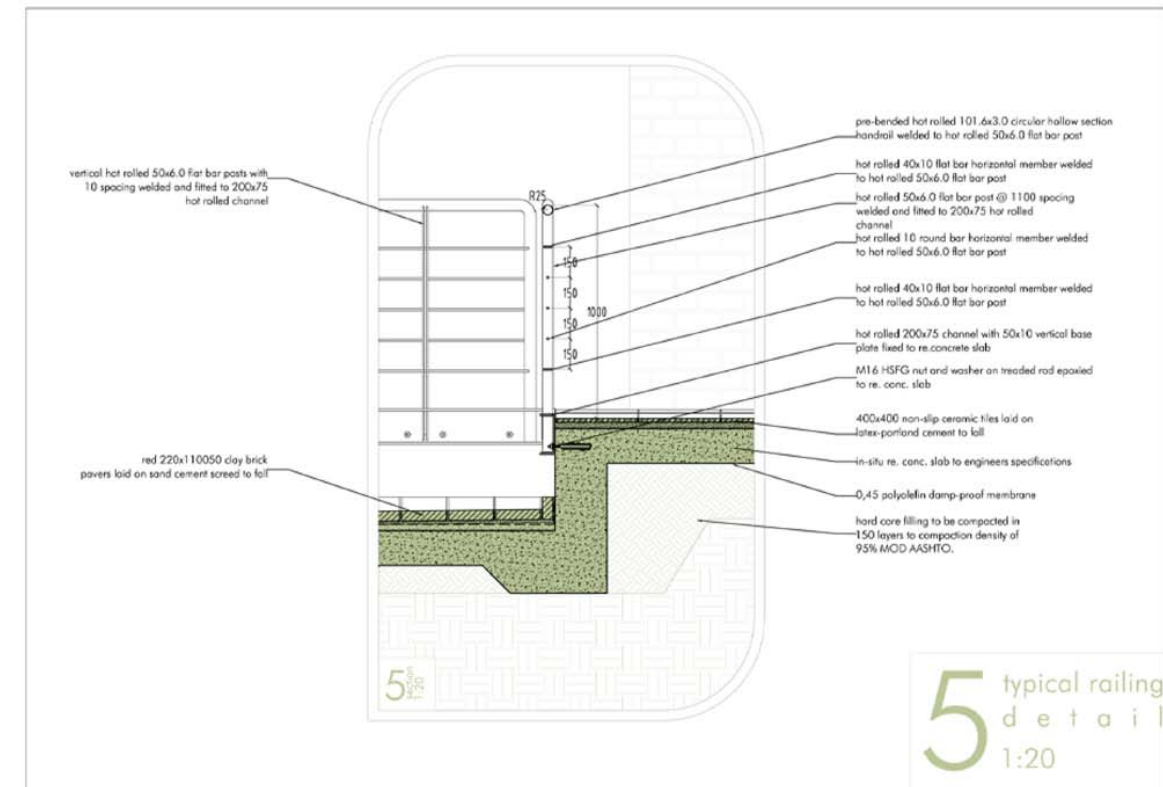 vertical hot rolled 50x6.0 flat bar posts with
10 spacing welded and fitted to 200x75
hot rolled channel
red 220x110050 clay brick
pavers laid on sand cement screed to fall
R25
150
150
150
150
1000
pre-bended hot rolled 101.6x3.0 circular hollow section
handrail welded to hot rolled 50x6.0 flat bar post
hot rolled 40x10 flat bar horizontal member welded
to hot rolled 50x6.0 flat bar post
hot rolled 50x6.0 flat bar post @ 1100 spacing
welded and fitted to 200x75 hot rolled
channel
hot rolled 10 round bar horizontal member welded
to hot rolled 50x6.0 flat bar post
hot rolled 40x10 flat bar horizontal member welded
to hot rolled 50x6.0 flat bar post
hot rolled 200x75 channel with 50x10 vertical base
plate fixed to re.concrete slab
M16 HSFG nut and washer on treaded rod epoxied
to re. conc. slab
400x400 non-slip ceramic tiles laid on
latex-portland cement to fall
in-situ re. conc. slab to engineers specifications
0,45 polyolefin damp-proof membrane
hard core filling to be compacted in
150 layers to compaction density of
95% MOD AASHTO.
5
section
1:20
5
typical railing
detail
1:20